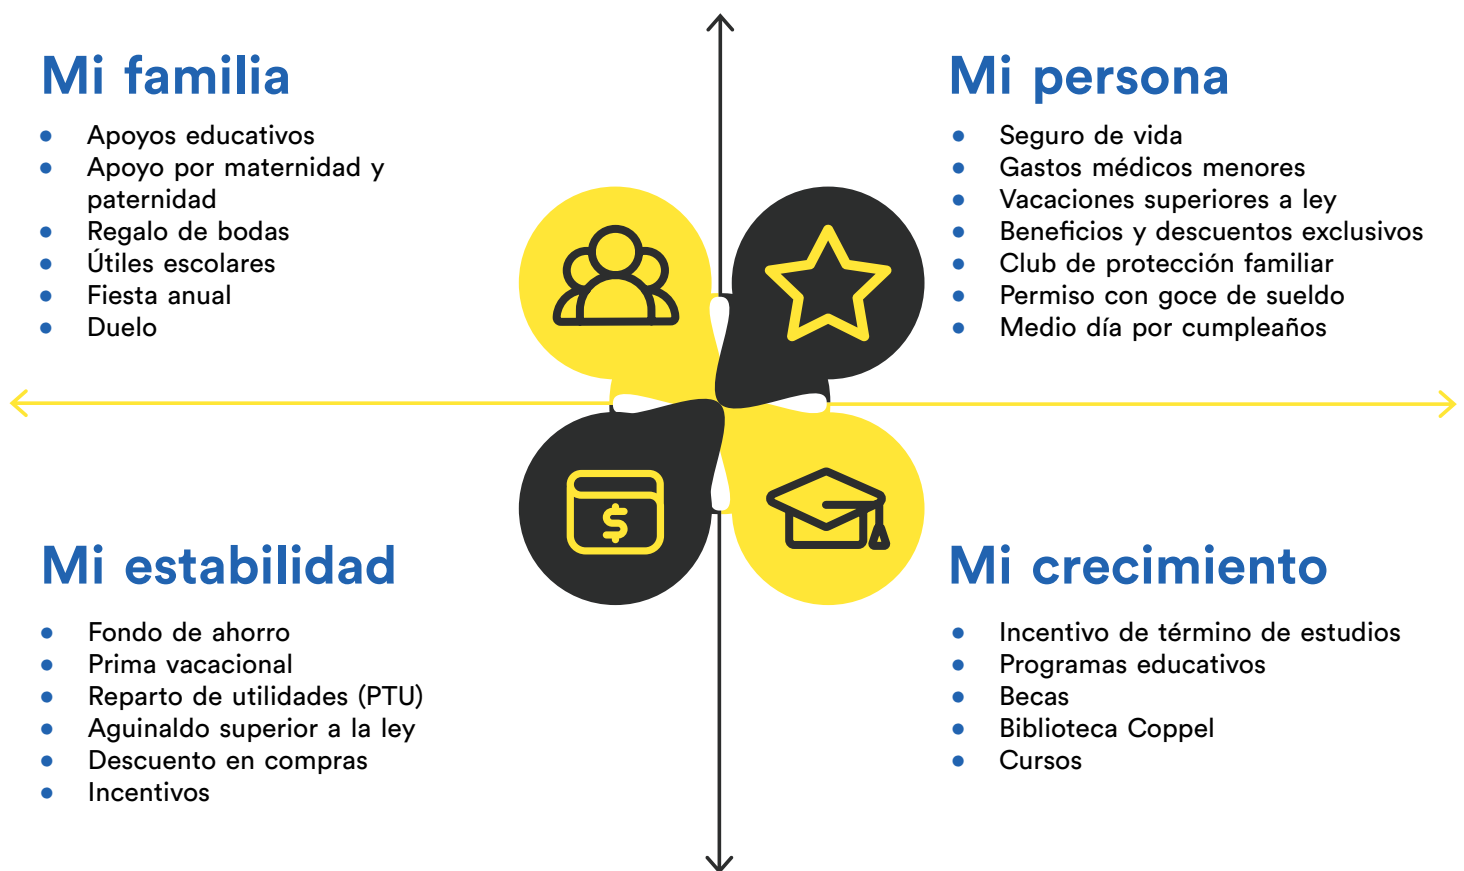 Mi familia
Apoyos educativos
Apoyo por maternidad y
paternidad
Regalo de bodas
Útiles escolares
Fiesta anual
Duelo
Mi persona
Seguro de vida
Gastos médicos menores
Vacaciones superiores a ley
Beneficios y descuentos exclusivos
Club de protección familiar
Permiso con goce de sueldo
Medio día por cumpleaños
$
Mi estabilidad
Fondo de ahorro
Prima vacacional
Reparto de utilidades (PTU)
Aguinaldo superior a la ley
Descuento en compras
Incentivos
Mi crecimiento
Incentivo de término de estudios
Programas educativos
Becas
Biblioteca Coppel
Cursos